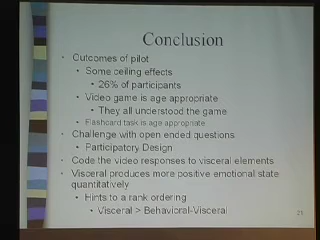 Conclusion
• Outcomes of pilot
• Some ceiling effects
• 26% of participants
• Video game is age appropriate
• They all understood the game
• Flashcard task is age appropriate
• Challenge with open ended questions
• Participatory Design
• Code the video responses to visceral elements
• Visceral produces more positive emotional state
quantitatively
• Hints to a rank ordering
• Visceral > Behavioral-Visceral